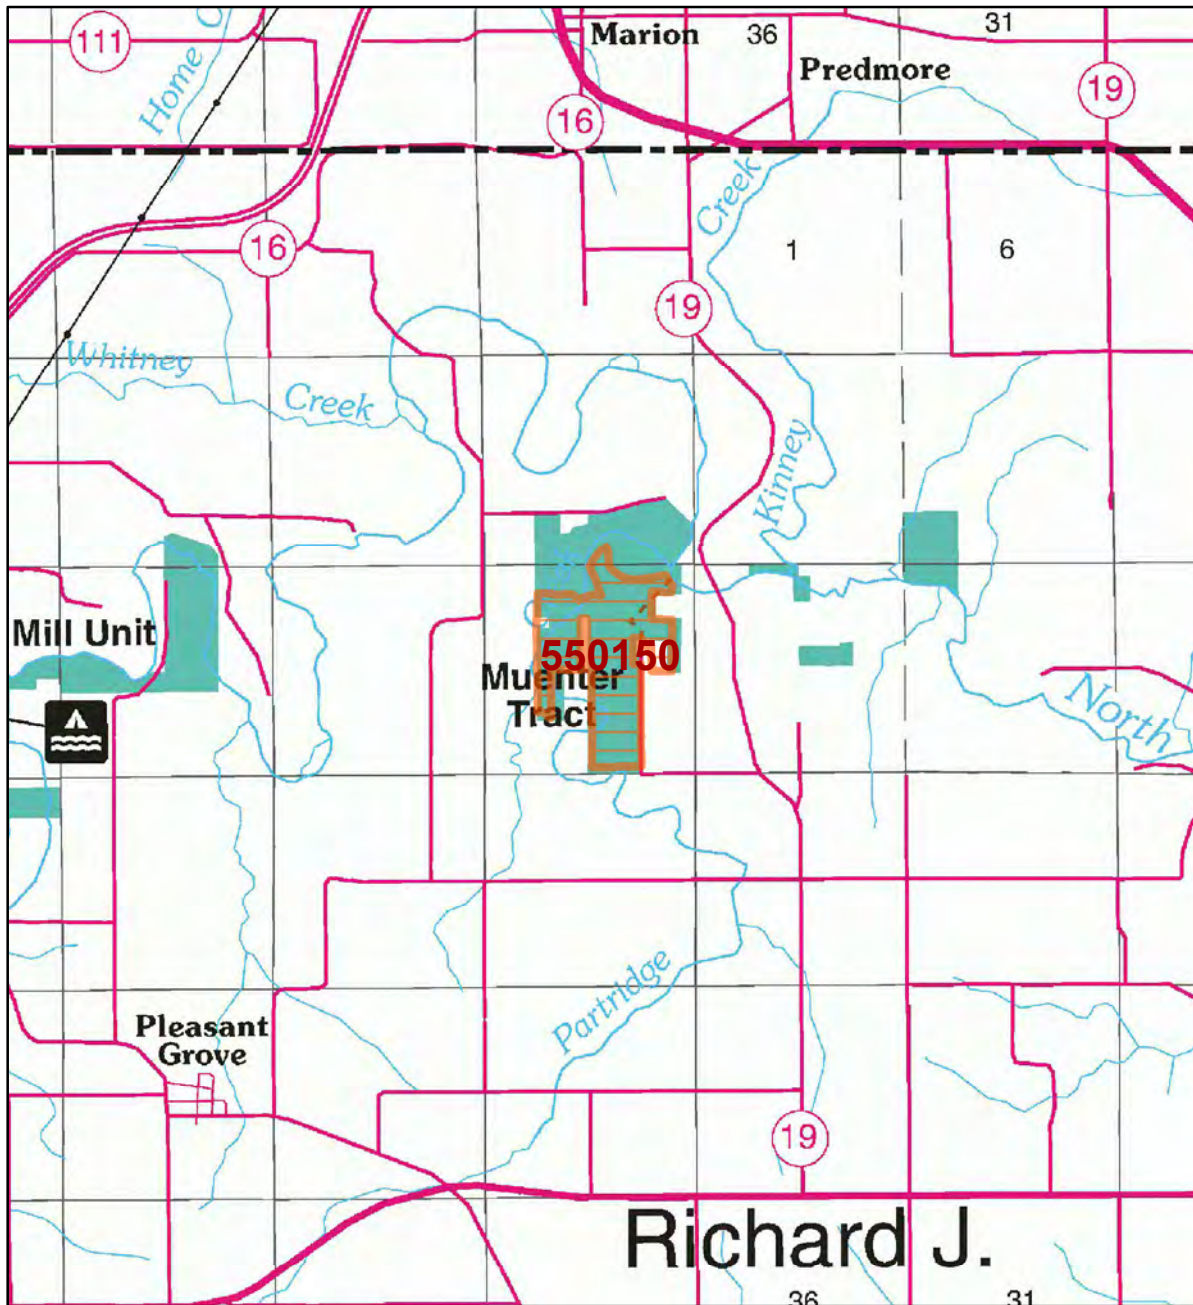 111
Home C
Marion
36
31
Predmore
19
16
Creek
16
1
6
19
Whitney
Creek
Kinney
Mill Unit
550150
Muenter
Tract
North
Partridge
Pleasant
Grove
19
Richard J.
36
31